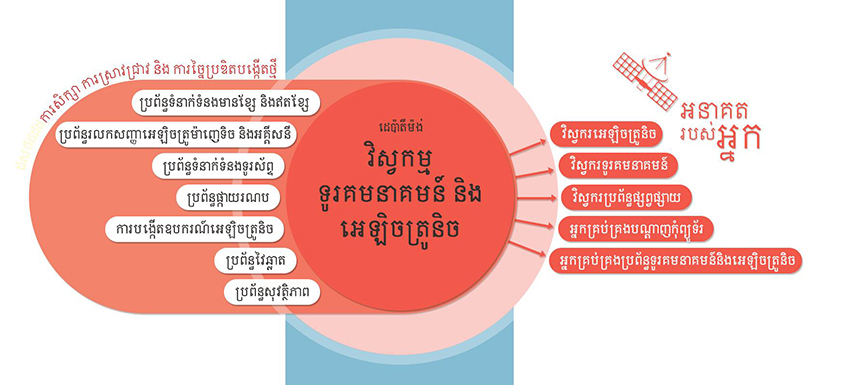 ការសិក្សា ការស្រាវជ្រាវ និង ការច្នៃប្រឌិតបង្កើតថ្មី
ប្រព័ន្ធទំនាក់ទំនងមានខ្សែ និងឥតខ្សែ
ប្រព័ន្ធរលកសញ្ញាអេឡិចត្រូម៉ាញេទិច និងអគ្គីសនី
ប្រព័ន្ធទំនាក់ទំនងទូរស័ព្ទ
ប្រព័ន្ធផ្កាយរណប
ការបង្កើតឧបករណ៍អេឡិចត្រូនិច
ប្រព័ន្ធវៃឆ្លាត
ប្រព័ន្ធសុវត្ថិភាព
ដេប៉ាតឺម៉ង់
វិស្វកម្ម
ទូរគមនាគមន៍ និង
អេឡិចត្រូនិច
អនាគត
របស់អ្នក
វិស្វករអេឡិចត្រូនិច
វិស្វករទូរគមនាគមន៍
វិស្វករប្រព័ន្ធផ្សព្វផ្សាយ
អ្នកគ្រប់គ្រងបណ្តាញកុំព្យូទ័រ
អ្នកគ្រប់គ្រងប្រព័ន្ធទូរគមនាគមន៍និងអេឡិចត្រូនិច